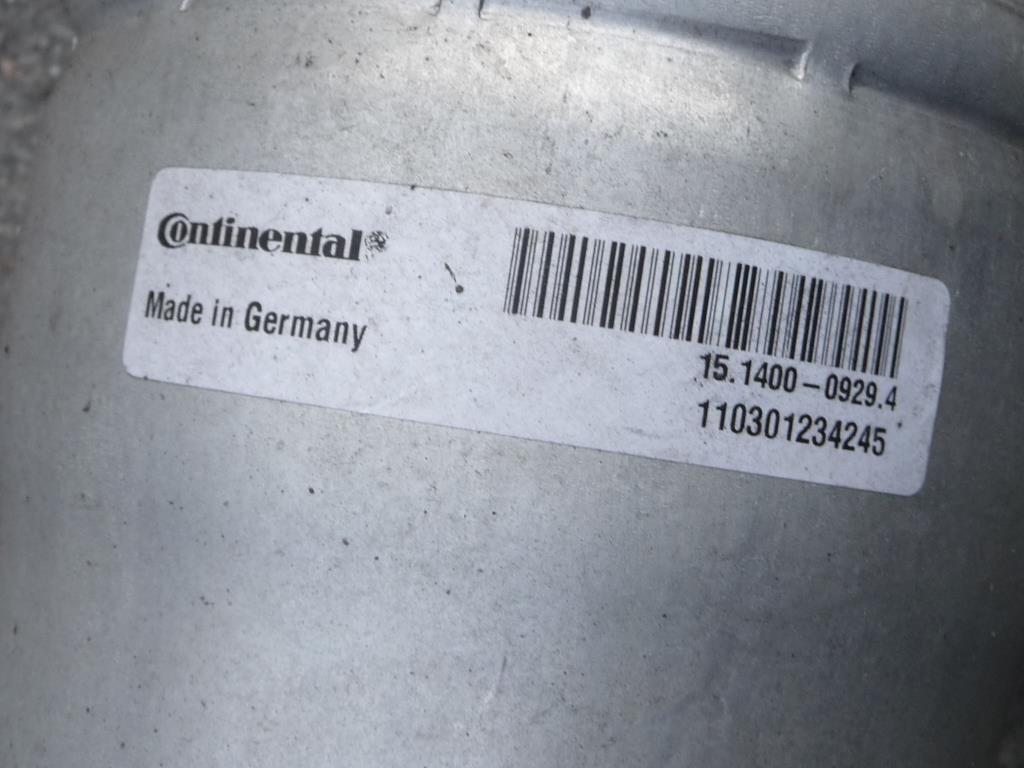 Continental
Made in Germany
15.1400-0929.4
110301234245